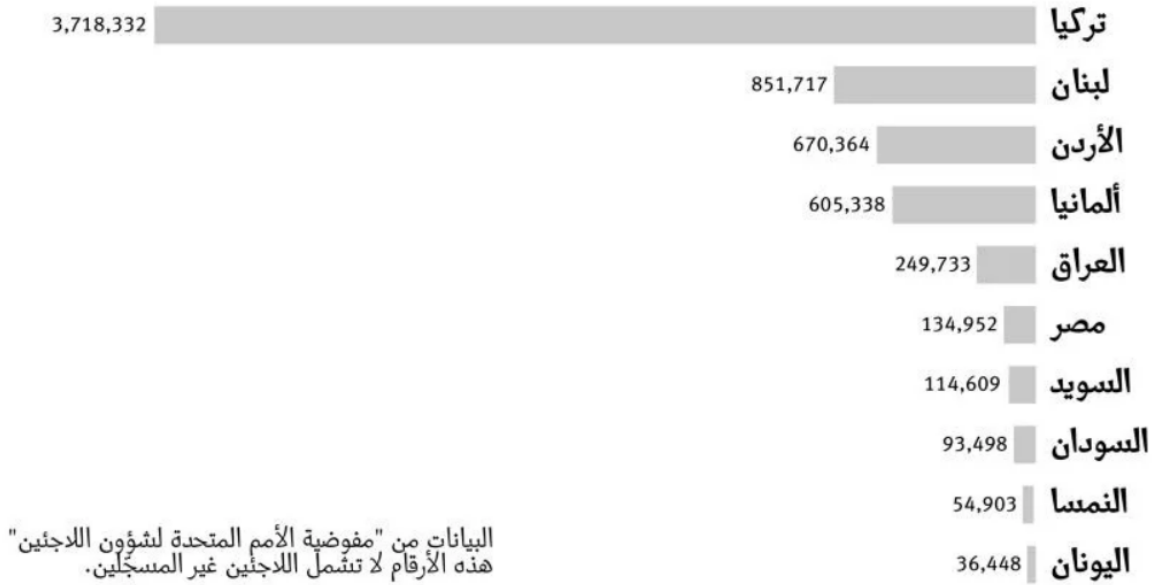 تركيا 3,718,332
لبنان 851,717
الأردن 670,364
ألمانيا 605,338
العراق 249,733
مصر 134,952
السويد 114,609
السودان 93,498
النمسا 54,903
اليونان 36,448
البيانات من "مفوضية الأمم المتحدة لشؤون اللاجئين"
هذه الأرقام لا تشمل اللاجئين غير المسجّلين.